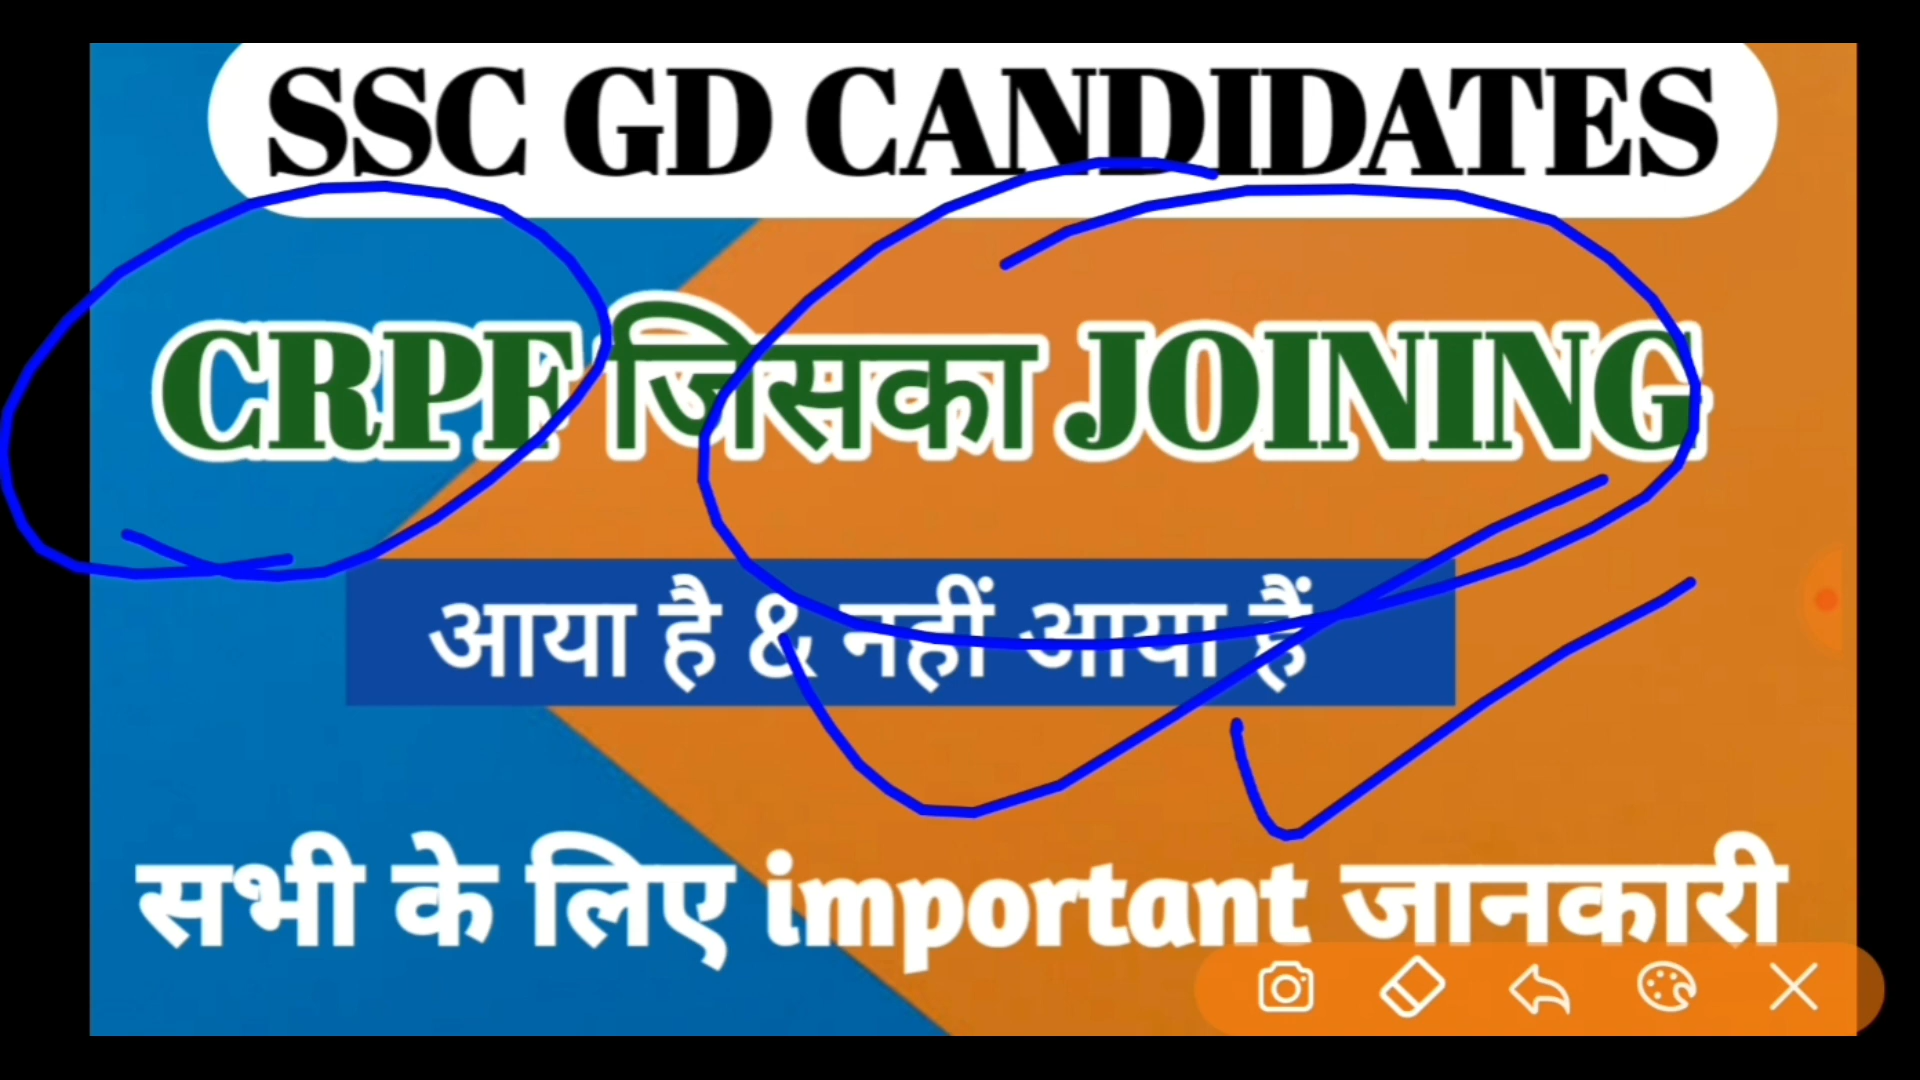 SSC GD CANDIDATES
CRPF जिसका JOINING
आया है & नहीं आया हैं
सभी के लिए important जानकारी